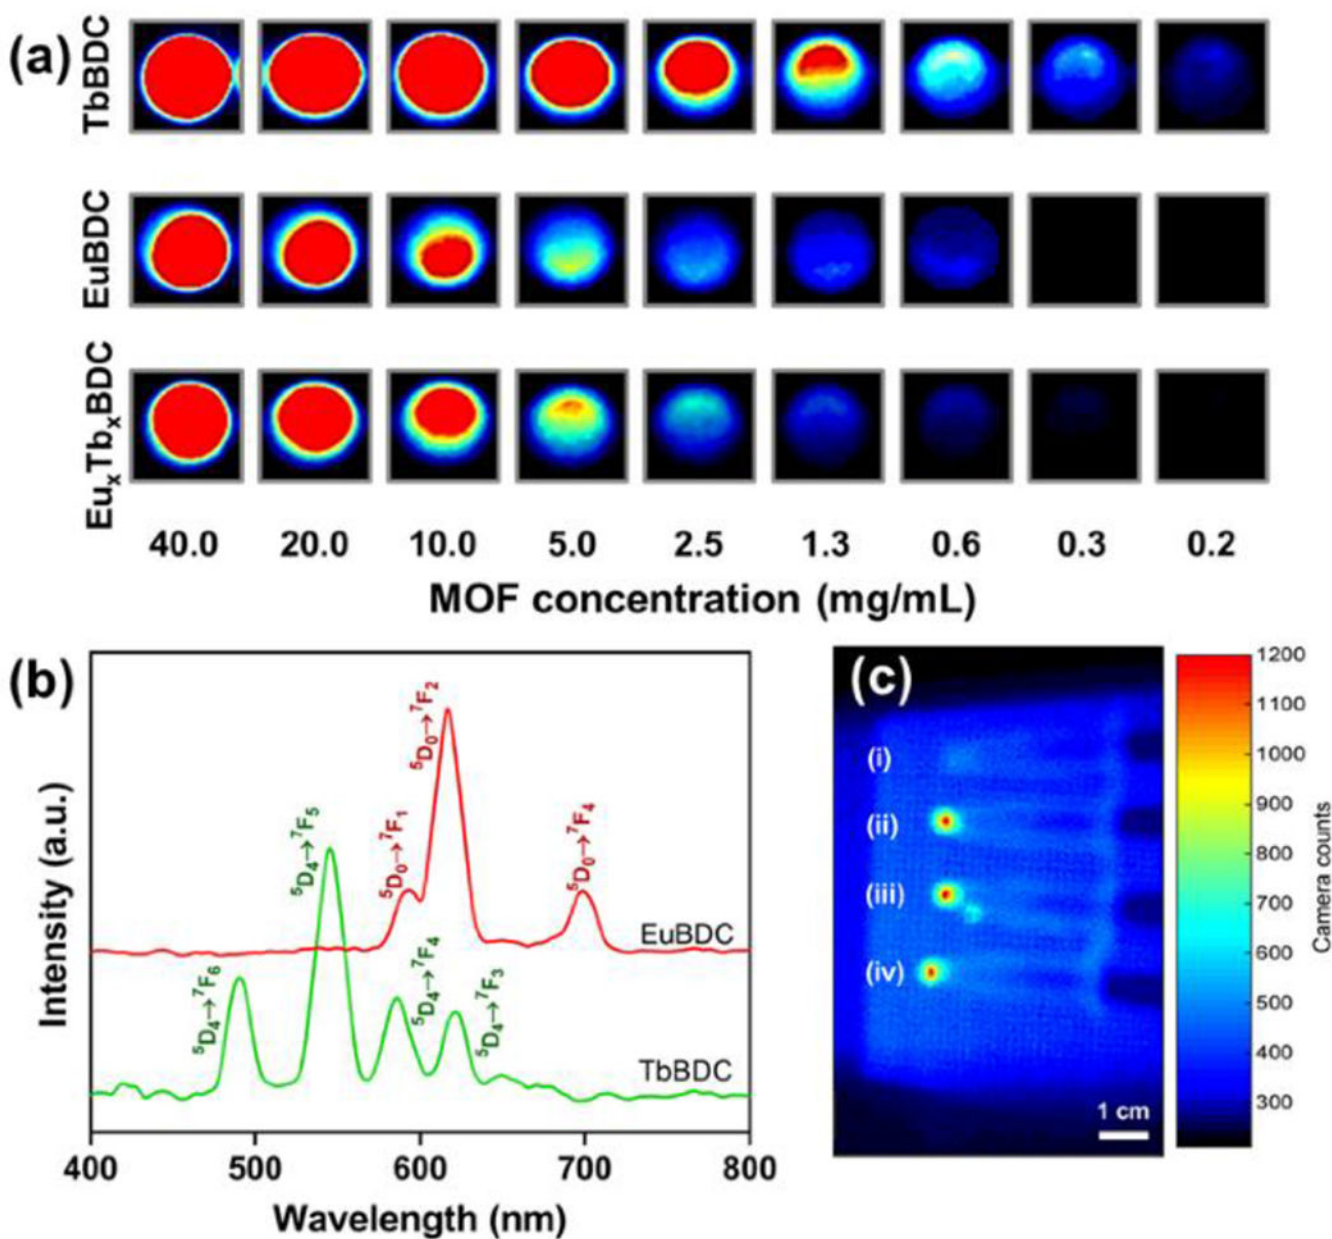 (a)
TbBDC
EuBDC
EuₓTbₓBDC
40.0 20.0 10.0 5.0 2.5 1.3 0.6 0.3 0.2
MOF concentration (mg/mL)
(b)
Intensity (a.u.)
⁵D₄→⁷F₆
⁵D₄→⁷F₅
⁵D₀→⁷F₁
⁵D₀→⁷F₂
⁵D₀→⁷F₄
⁵D₄→⁷F₄
⁵D₄→⁷F₃
EuBDC
TbBDC
400 500 600 700 800
Wavelength (nm)
(c)
(i)
(ii)
(iii)
(iv)
1 cm
1200
1100
1000
900
800
700
600
500
400
300
Camera counts